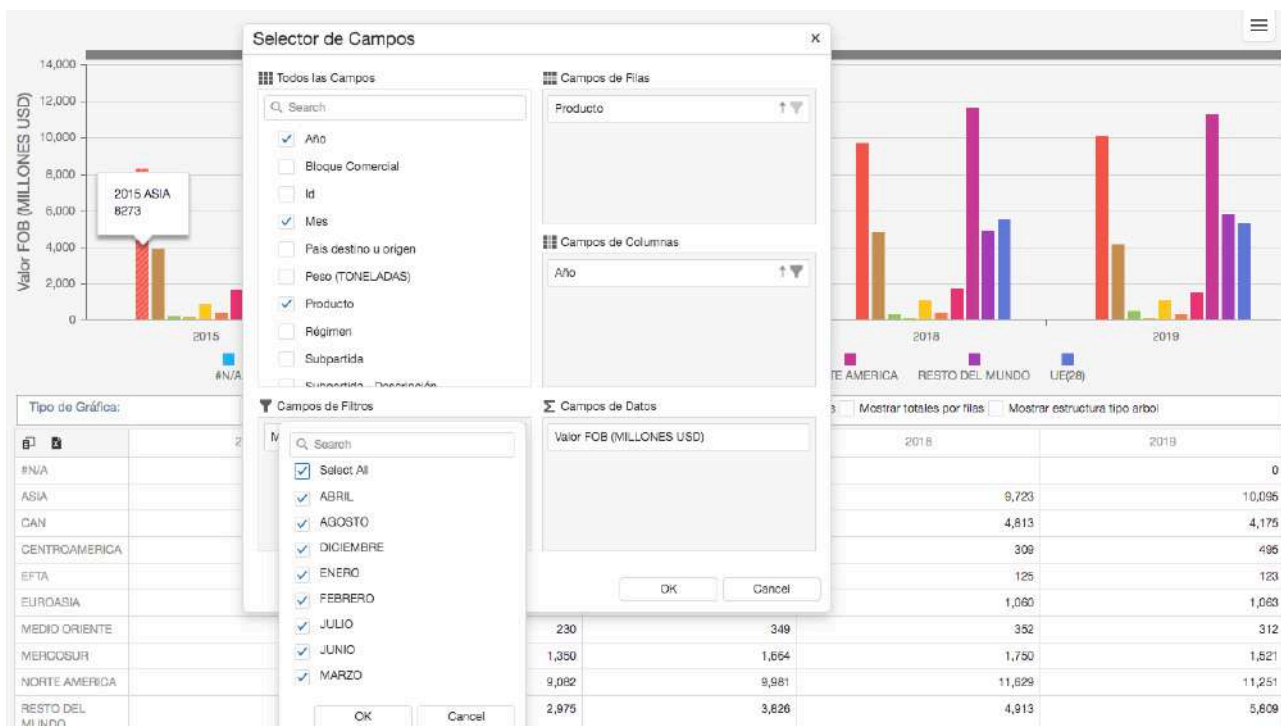 Selector de Campos
×
Todos las Campos
Search
Año
Bloque Comercial
Id
Mes
Pais destino u origen
Peso (TONELADAS)
Producto
Régimen
Subpartida
Subpartida - Descripción
Campos de Filas
Producto
Campos de Columnas
Año
Campos de Filtros
M
Campos de Datos
Valor FOB (MILLONES USD)
OK
Cancel
Search
Select All
ABRIL
AGOSTO
DICIEMBRE
ENERO
FEBRERO
JULIO
JUNIO
MARZO
OK
Cancel
Valor FOB (MILLONES USD)
14,000
12,000
10,000
8,000
6,000
4,000
2,000
0
2015 ASIA
8273
2015
2018
2019
#N/A
TE AMERICA
RESTO DEL MUNDO
UE(28)
Tipo de Gráfica:
Mostrar totales por filas
Mostrar estructura tipo arbol
2
2018
2019
#N/A
0
ASIA
9,723
10,095
CAN
4,813
4,175
CENTROAMERICA
309
495
EFTA
125
123
EUROASIA
1,060
1,063
MEDIO ORIENTE
230
349
352
312
MERCOSUR
1,350
1,664
1,750
1,521
NORTE AMERICA
9,082
9,981
11,629
11,251
RESTO DEL
MUNDO
2,975
3,826
4,913
5,809